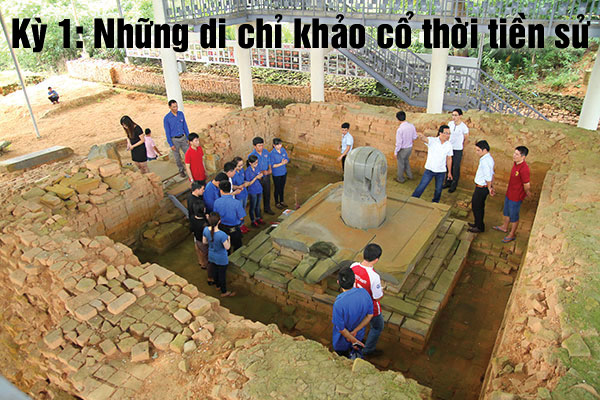 Kỳ 1: Những di chỉ khảo cổ thời tiền sử